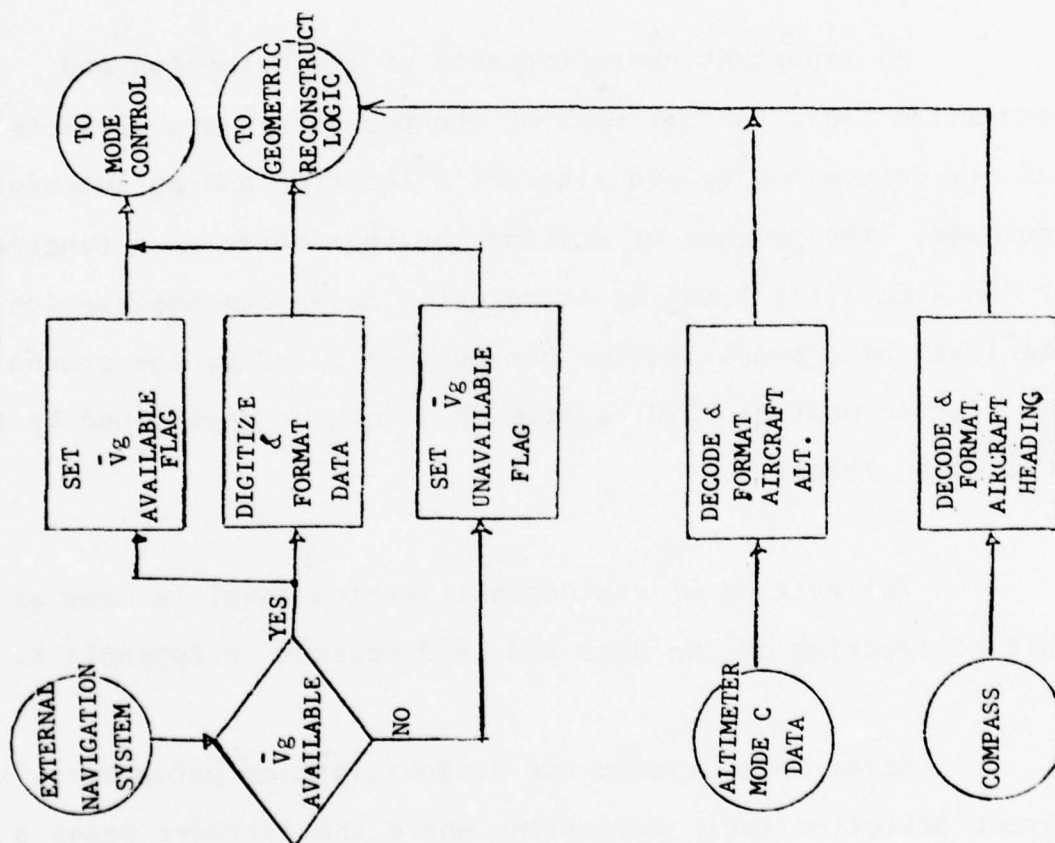 EXTERNAL
NAVIGATION
SYSTEM
V̄g
AVAILABLE
YES
NO
SET
V̄g
AVAILABLE
FLAG
TO
MODE
CONTROL
DIGITIZE
&
FORMAT
DATA
TO
GEOMETRIC
RECONSTRUCT
LOGIC
SET
V̄g
UNAVAILABLE
FLAG
ALTIMETER
MODE C
DATA
DECODE &
FORMAT
AIRCRAFT
ALT.
COMPASS
DECODE &
FORMAT
AIRCRAFT
HEADING